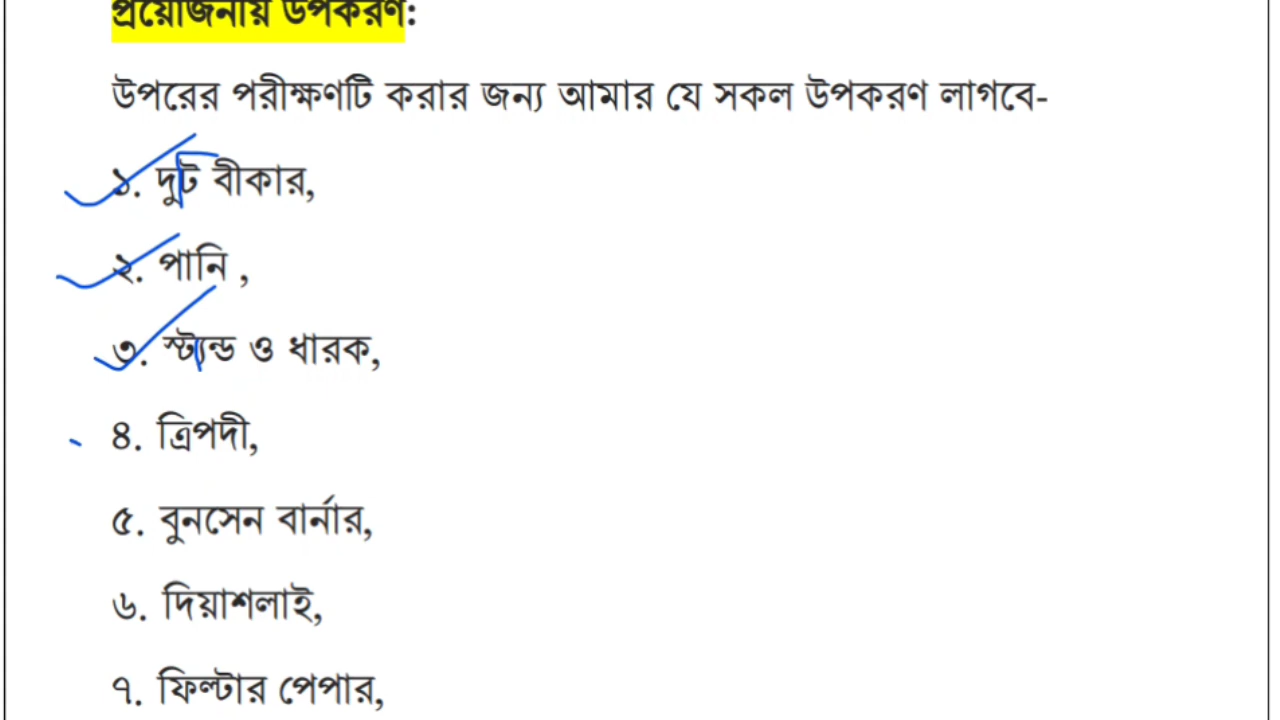 প্রয়োজনীয় উপকরণ:
উপরের পরীক্ষণটি করার জন্য আমার যে সকল উপকরণ লাগবে-
১. দুটি বীকার,
২. পানি ,
৩. স্ট্যান্ড ও ধারক,
৪. ত্রিপদী,
৫. বুনসেন বার্নার,
৬. দিয়াশলাই,
৭. ফিল্টার পেপার,